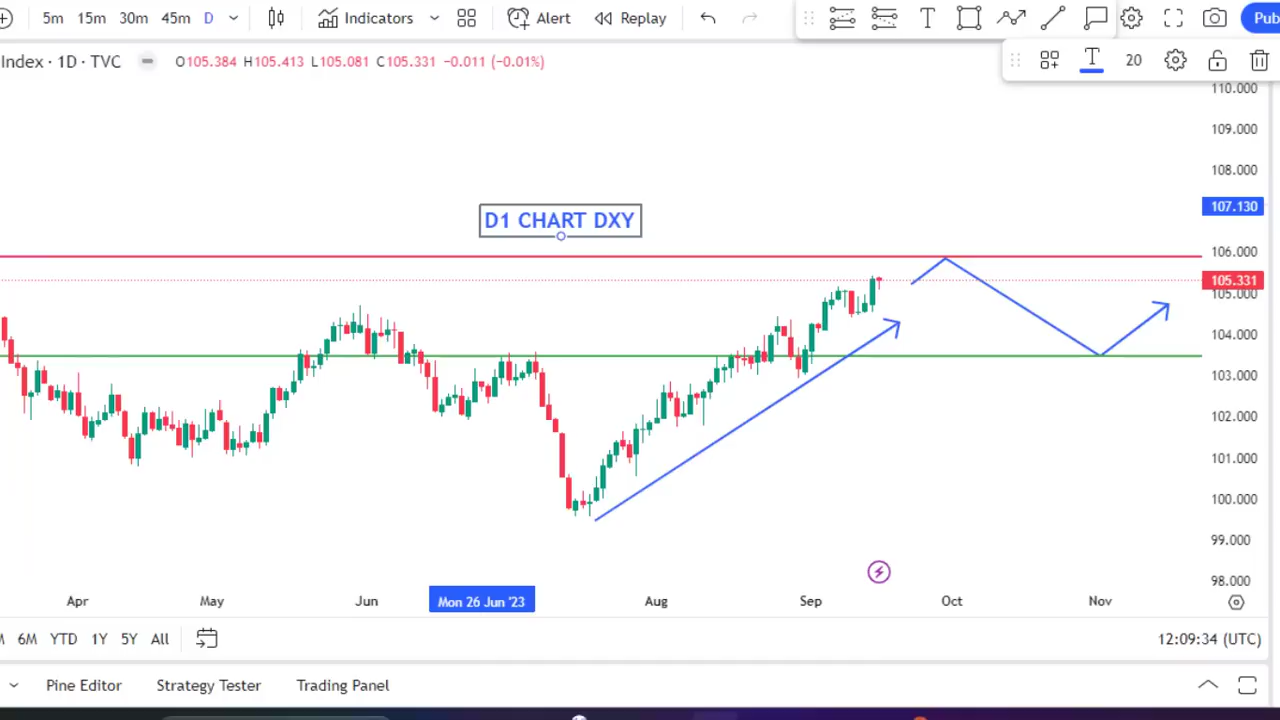 5m 15m 30m 45m D Indicators Alert Replay Pub
Index · 1D · TVC O105.384 H105.413 L105.081 C105.331 −0.011 (−0.01%)
T 20
110.000
109.000
108.000
107.130
D1 CHART DXY
106.000
105.331
105.000
104.000
103.000
102.000
101.000
100.000
99.000
98.000
Apr May Jun Mon 26 Jun '23 Aug Sep Oct Nov
M 6M YTD 1Y 5Y All 12:09:34 (UTC)
Pine Editor Strategy Tester Trading Panel